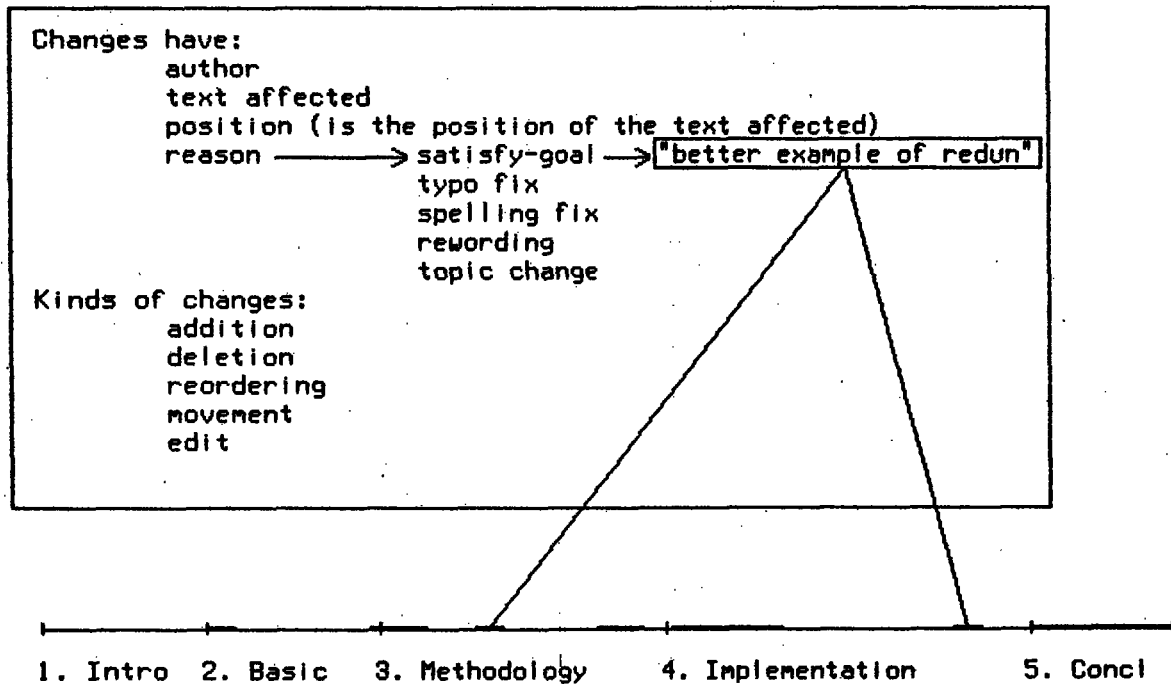 Changes have:
author
text affected
position (is the position of the text affected)
reason satisfy-goal "better example of redun"
typo fix
spelling fix
rewording
topic change
Kinds of changes:
addition
deletion
reordering
movement
edit
1. Intro 2. Basic 3. Methodology 4. Implementation 5. Concl